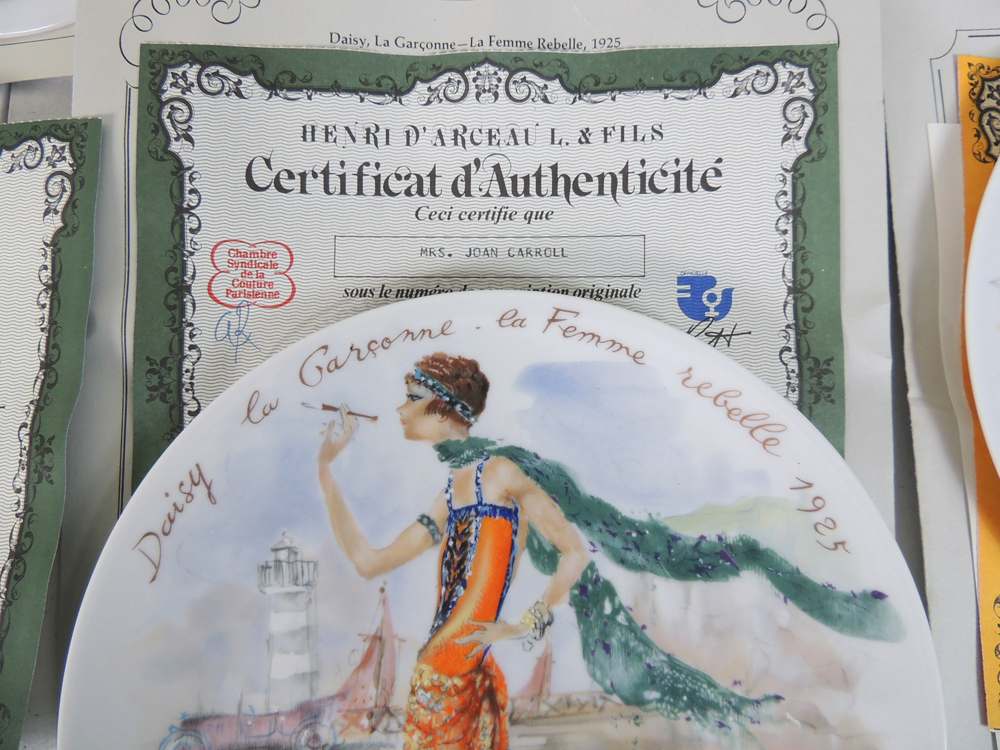 Daisy, La Garçonne—La Femme Rebelle, 1925
HENRI D'ARCEAU L. & FILS
Certificat d'Authenticité
Ceci certifie que
MRS. JOAN CARROLL
Chambre
Syndicale
de la
Couture
Parisienne
sous le numéro originale
Daisy la Garçonne . la Femme rebelle . 1925